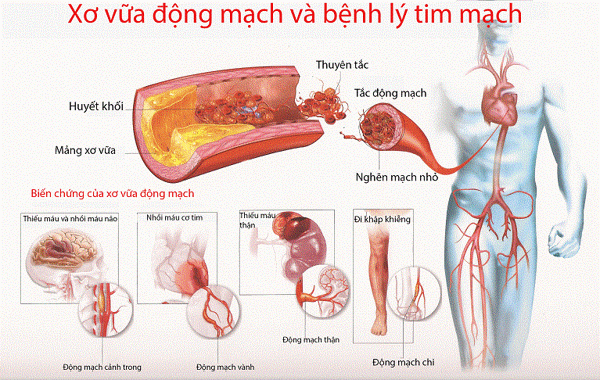 Xơ vữa động mạch và bệnh lý tim mạch
Thuyên tắc
Huyết khối
Tắc động mạch
Mảng xơ vữa
Nghẽn mạch nhỏ
Biến chứng của xơ vữa động mạch
Thiếu máu và nhồi máu não
Nhồi máu cơ tim
Thiếu máu
thận
Đi khập khiễng
Động mạch cảnh trong
Động mạch vành
Động mạch thận
Động mạch chi